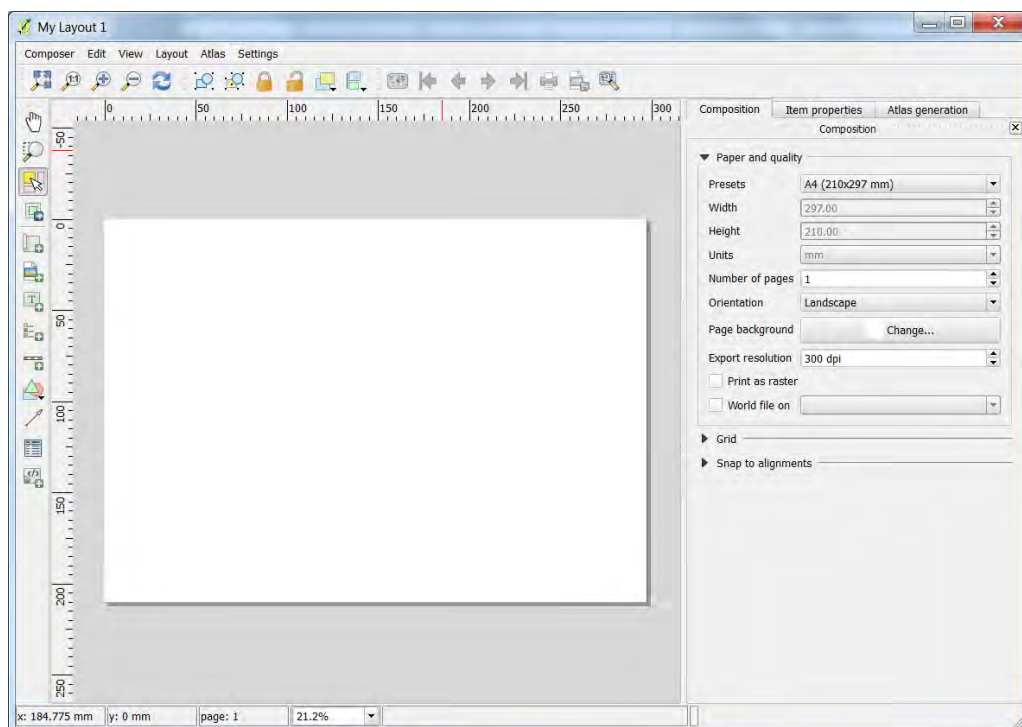 My Layout 1
Composer Edit View Layout Atlas Settings
0 50 100 150 200 250 300
-50
0
50
100
150
200
250
Composition Item properties Atlas generation
Composition
Paper and quality
Presets A4 (210x297 mm)
Width 297.00
Height 210.00
Units mm
Number of pages 1
Orientation Landscape
Page background Change...
Export resolution 300 dpi
Print as raster
World file on
Grid
Snap to alignments
x: 184.775 mm y: 0 mm page: 1 21.2%